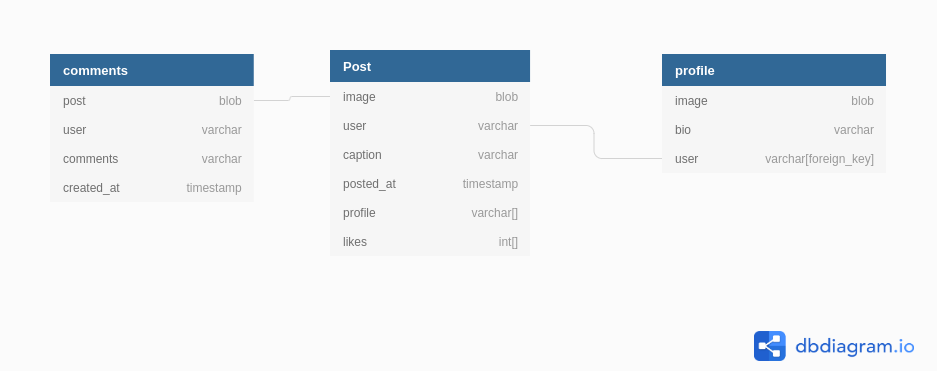 comments
post blob
user varchar
comments varchar
created_at timestamp
Post
image blob
user varchar
caption varchar
posted_at timestamp
profile varchar[]
likes int[]
profile
image blob
bio varchar
user varchar[foreign_key]
dbdiagram.io